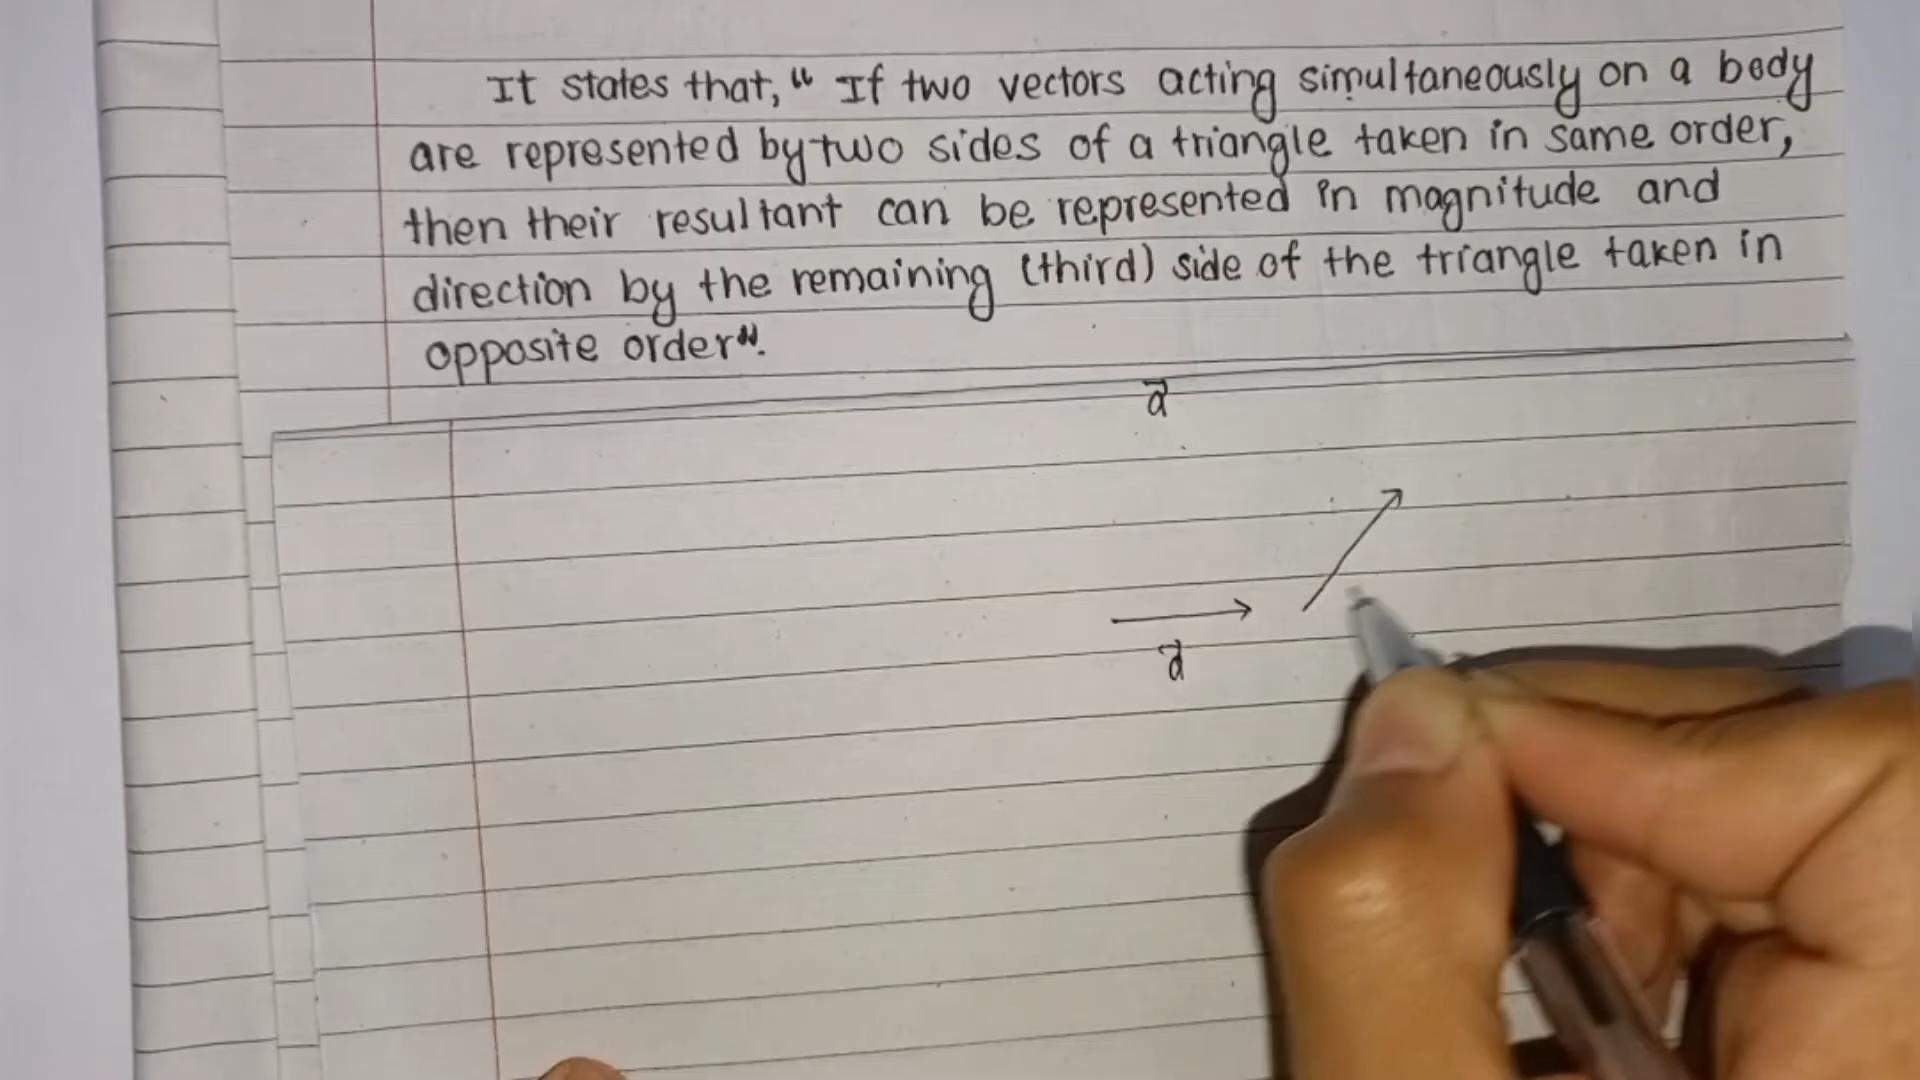 It states that, “ If two vectors acting simultaneously on a body
are represented by two sides of a triangle taken in same order,
then their resultant can be represented in magnitude and
direction by the remaining (third) side of the triangle taken in
opposite order”.
a⃗
a⃗